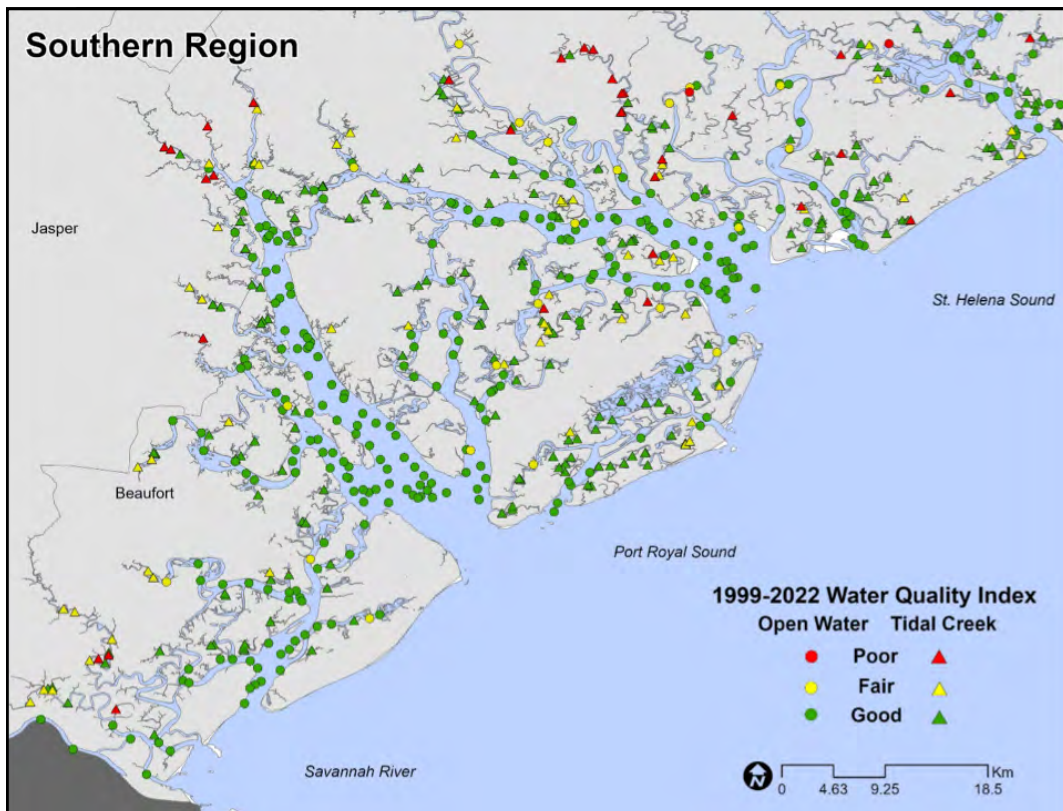 Southern Region
Jasper
St. Helena Sound
Beaufort
Port Royal Sound
1999-2022 Water Quality Index
Open Water Tidal Creek
Poor
Fair
Good
Savannah River
N
Km
0 4.63 9.25 18.5